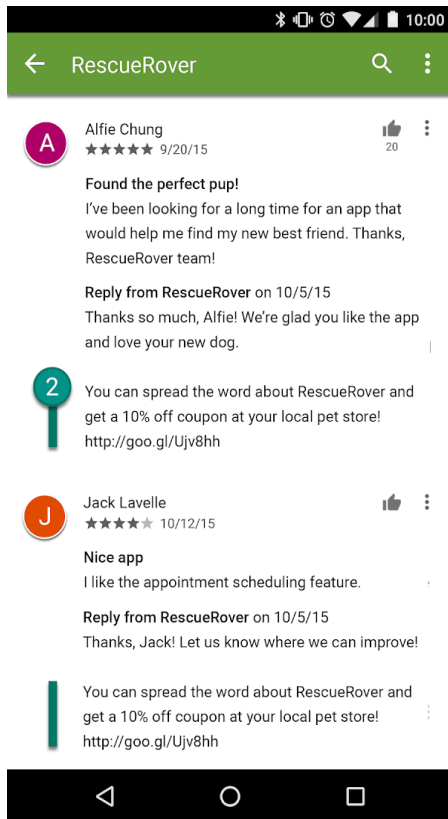 10:00
RescueRover
A
Alfie Chung
9/20/15
20
Found the perfect pup!
I've been looking for a long time for an app that
would help me find my new best friend. Thanks,
RescueRover team!
Reply from RescueRover on 10/5/15
Thanks so much, Alfie! We're glad you like the app
and love your new dog.
2
You can spread the word about RescueRover and
get a 10% off coupon at your local pet store!
http://goo.gl/Ujv8hh
J
Jack Lavelle
10/12/15
Nice app
I like the appointment scheduling feature.
Reply from RescueRover on 10/5/15
Thanks, Jack! Let us know where we can improve!
You can spread the word about RescueRover and
get a 10% off coupon at your local pet store!
http://goo.gl/Ujv8hh